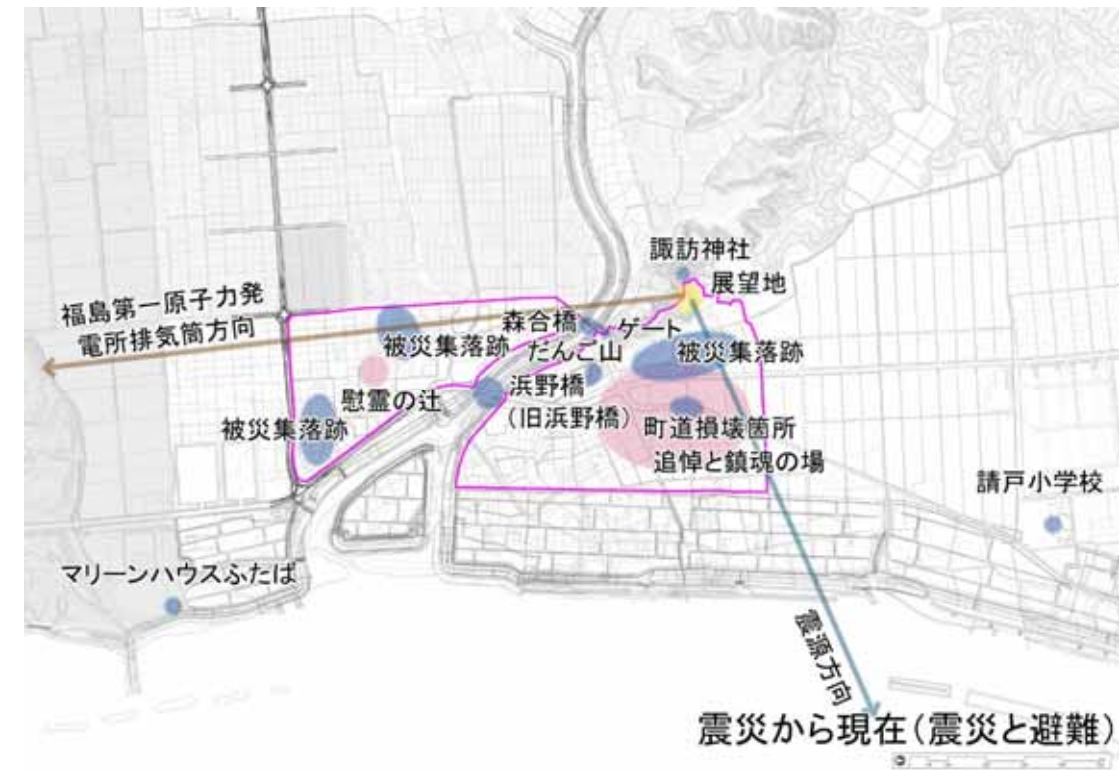 諏訪神社
展望地
福島第一原子力発
電所排気筒方向
森合橋
ゲート
だんご山
被災集落跡
被災集落跡
浜野橋
(旧浜野橋)
慰霊の辻
被災集落跡
町道損壊箇所
追悼と鎮魂の場
請戸小学校
マリーンハウスふたば
震源方向
震災から現在(震災と避難)